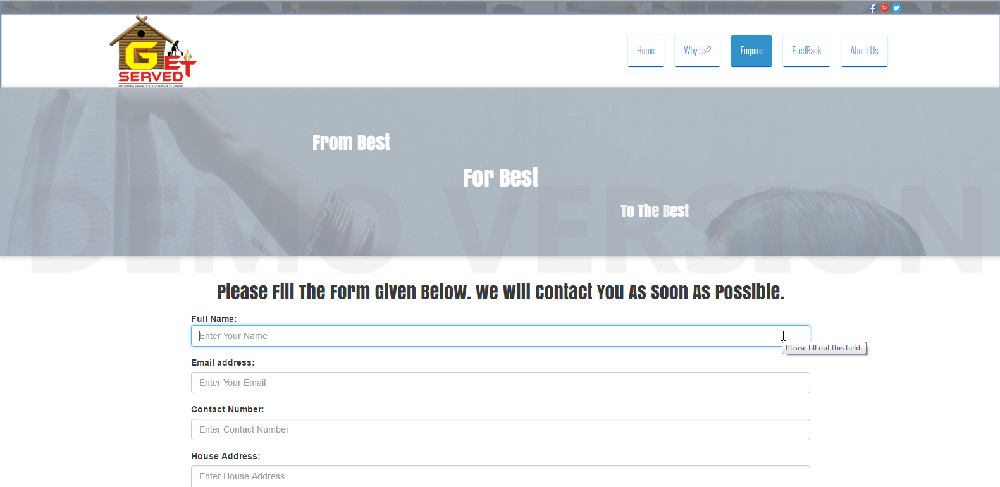 GET
SERVED
PROVIDING EXPERTS AT COOKING & CLEANING
Home
Why Us?
Enquire
FeedBack
About Us
From Best
For Best
To The Best
DEMO VERSION
Please Fill The Form Given Below. We Will Contact You As Soon As Possible.
Full Name:
Enter Your Name
Please fill out this field.
Email address:
Enter Your Email
Contact Number:
Enter Contact Number
House Address:
Enter House Address